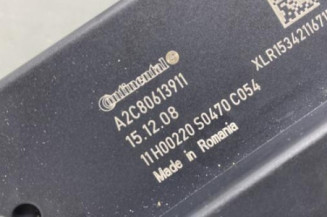 Continental
A2C80613911
15.12.08
11H00220 S0470 C054
Made in Romania
XLR1534211671